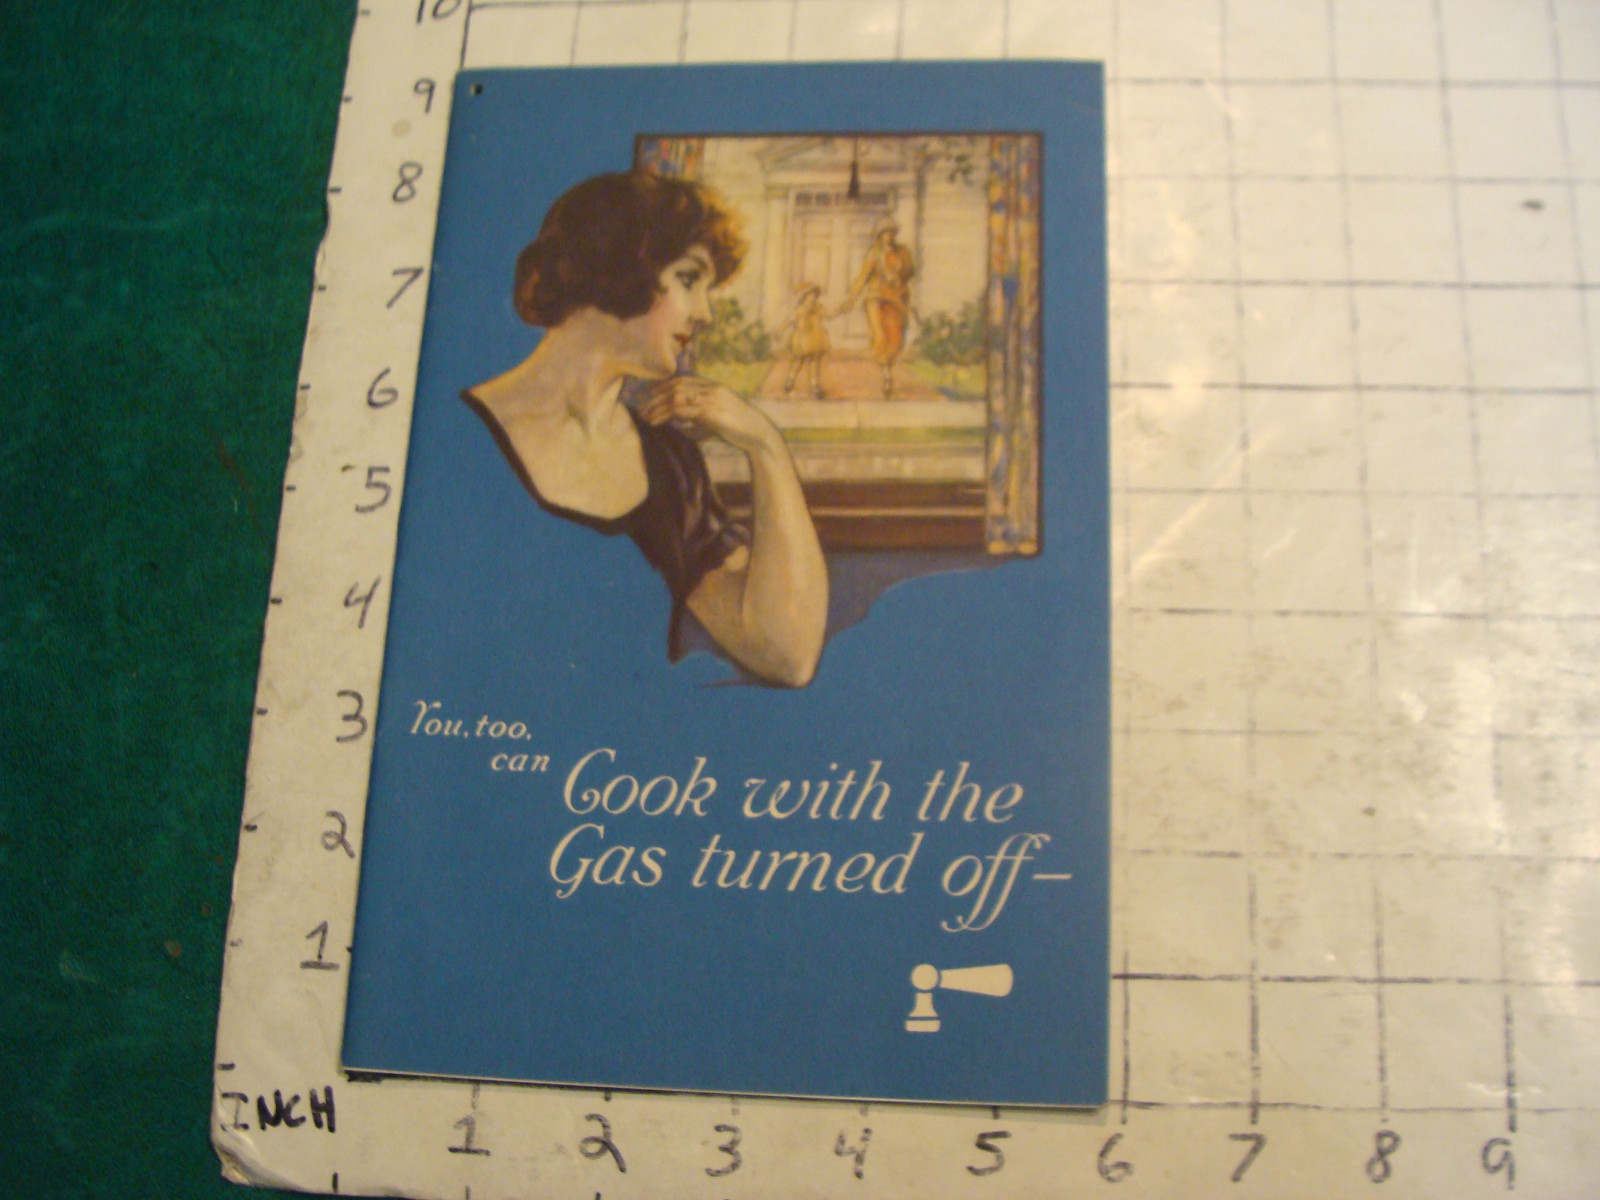 10
9
8
7
6
5
4
3
2
1
You, too,
can
Cook with the
Gas turned off—
INCH
1 2 3 4 5 6 7 8 9